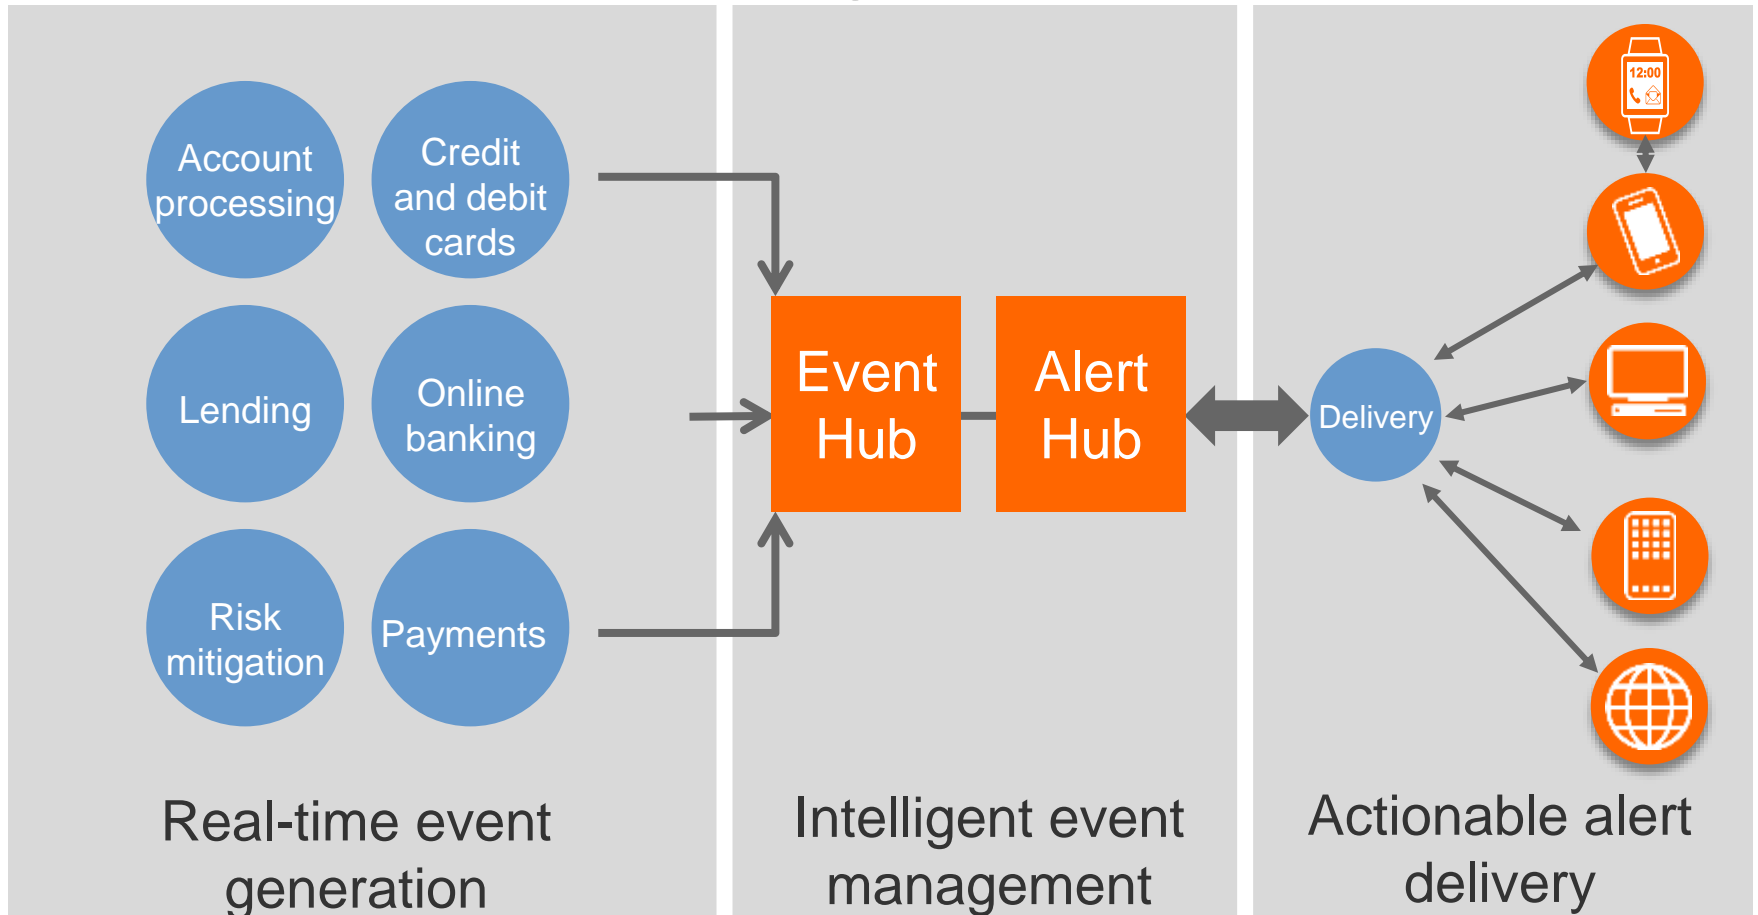 Account
processing
Credit
and debit
cards
Lending
Online
banking
Risk
mitigation
Payments
Real-time event
generation
Event
Hub
Alert
Hub
Intelligent event
management
Delivery
12:00
Actionable alert
delivery